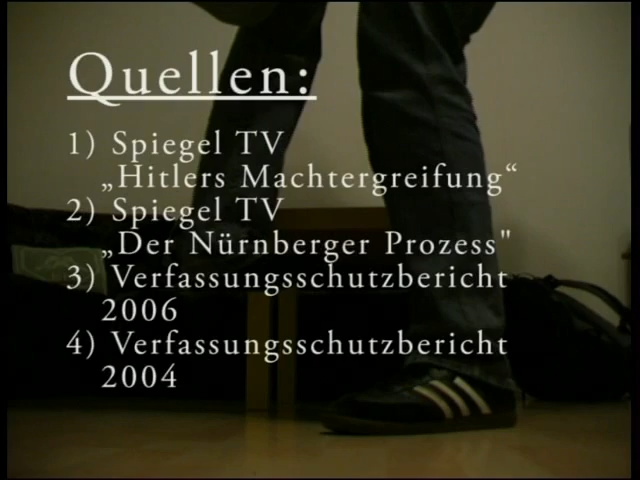 Quellen:
1) Spiegel TV
„Hitlers Machtergreifung“
2) Spiegel TV
„Der Nürnberger Prozess"
3) Verfassungsschutzbericht
2006
4) Verfassungsschutzbericht
2004